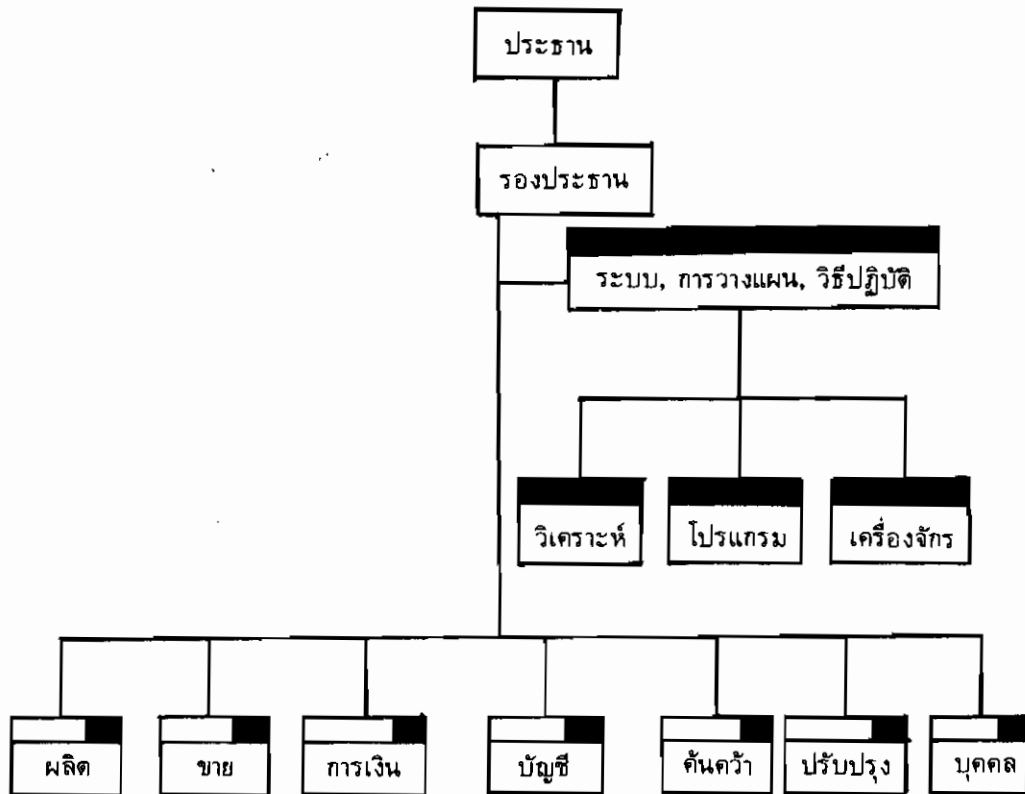 ประธาน
รองประธาน
ระบบ, การวางแผน, วิธีปฏิบัติ
วิเคราะห์
โปรแกรม
เครื่องจักร
ผลิต
ขาย
การเงิน
บัญชี
ค้นคว้า
ปรับปรุง
บุคคล